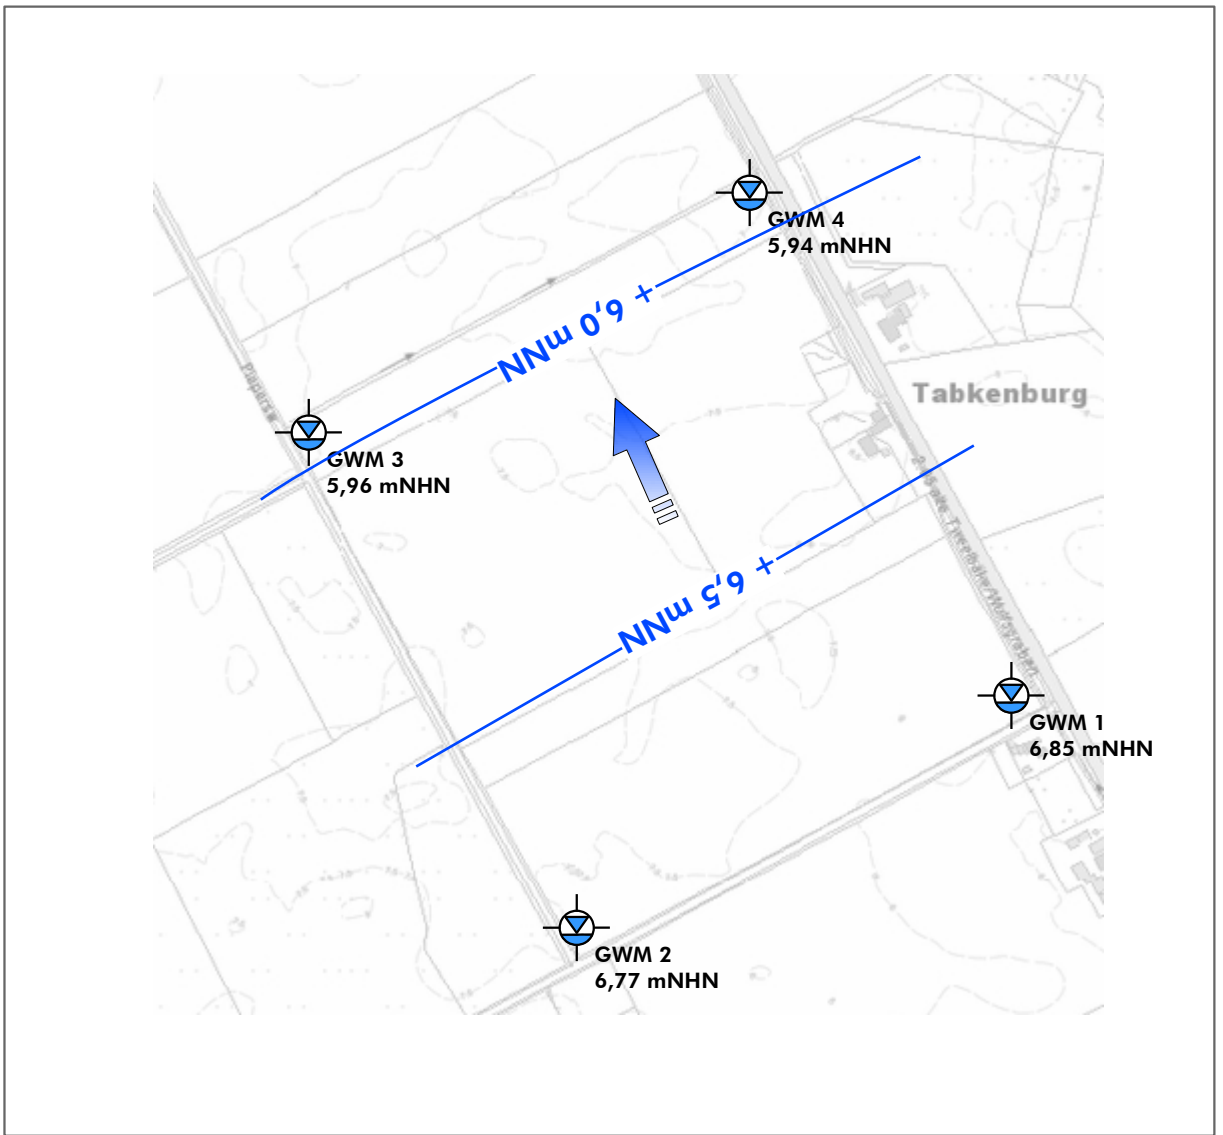 GWM 4
5,94 mNHN
+ 6,0 mNN
Tabkenburg
GWM 3
5,96 mNHN
+ 6,5 mNN
GWM 1
6,85 mNHN
GWM 2
6,77 mNHN